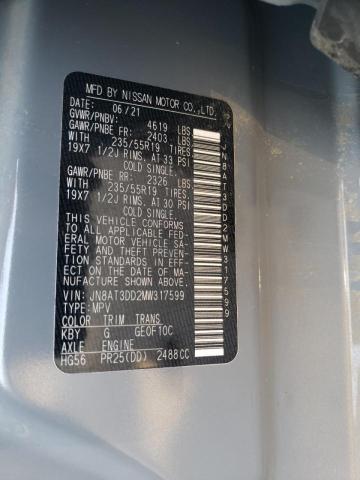 MFD BY NISSAN MOTOR CO.,LTD.
DATE: 06/21
GVWR/PNBV: 4619 LBS
GAWR/PNBE FR: 2403 LBS
WITH 235/55R19 TIRES.
19X7 1/2J RIMS, AT 33 PSI
COLD SINGLE.
GAWR/PNBE RR: 2326 LBS
WITH 235/55R19 TIRES.
19X7 1/2J RIMS, AT 30 PSI
COLD SINGLE.
THIS VEHICLE CONFORMS
TO ALL APPLICABLE FED-
ERAL MOTOR VEHICLE SA-
FETY AND THEFT PREVENT-
ION STANDARDS IN EFF-
ECT ON THE DATE OF MA-
NUFACTURE SHOWN ABOVE.
VIN: JN8AT3DD2MW317599
TYPE: MPV
COLOR TRIM TRANS
KBY G GE0F10C
AXLE ENGINE
HG56 PR25(DD) 2488CC
JN8AT3DD2MW317599